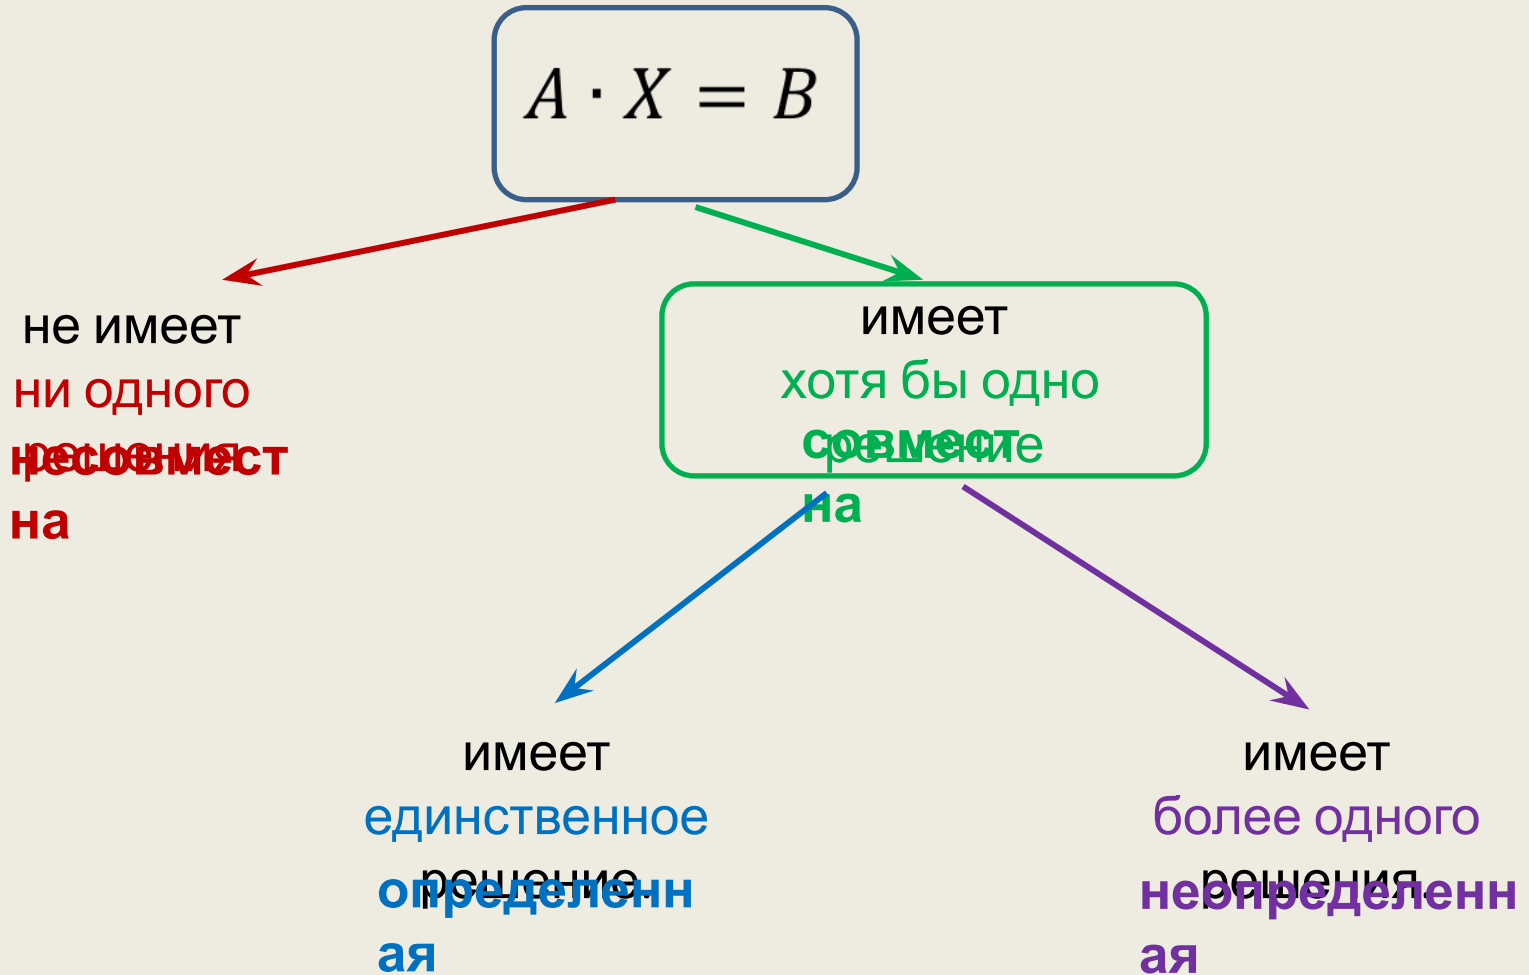 A · X = B
не имеет
ни одного
решения
несовмест
на
имеет
хотя бы одно
решение
совмест
на
имеет
единственное
решение.
определенн
ая
имеет
более одного
решения.
неопределенн
ая